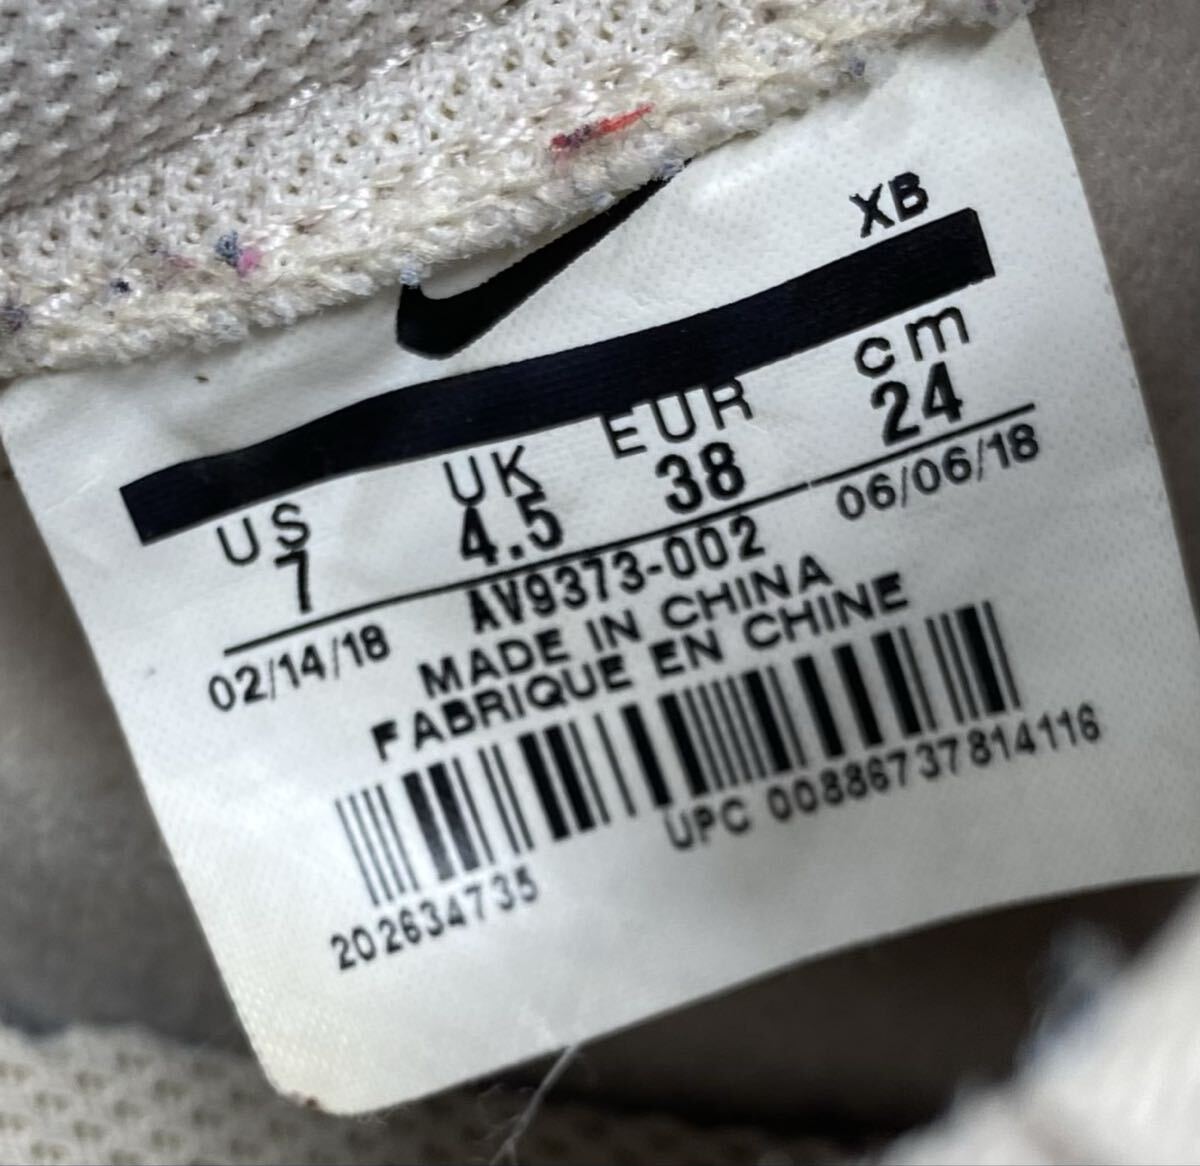 XB
US UK EUR cm
7 4.5 38 24
02/14/18 AV9373-002 06/06/18
MADE IN CHINA
FABRIQUE EN CHINE
UPC 00886737814116
202634735